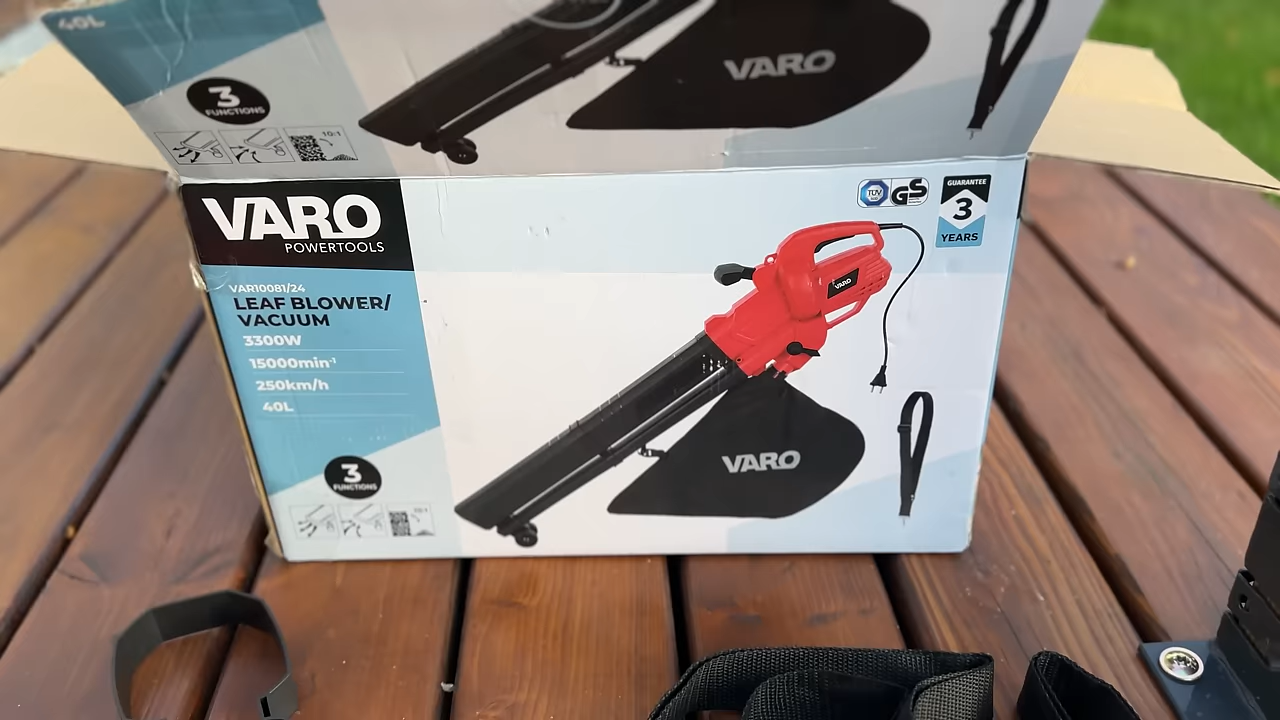 40L
3
FUNCTIONS
10:1
VARO
VARO
POWERTOOLS
VAR10081/24
LEAF BLOWER/
VACUUM
3300W
15000min⁻¹
250km/h
40L
3
FUNCTIONS
10:1
TÜV
GS
GUARANTEE
3
YEARS
VARO
VARO